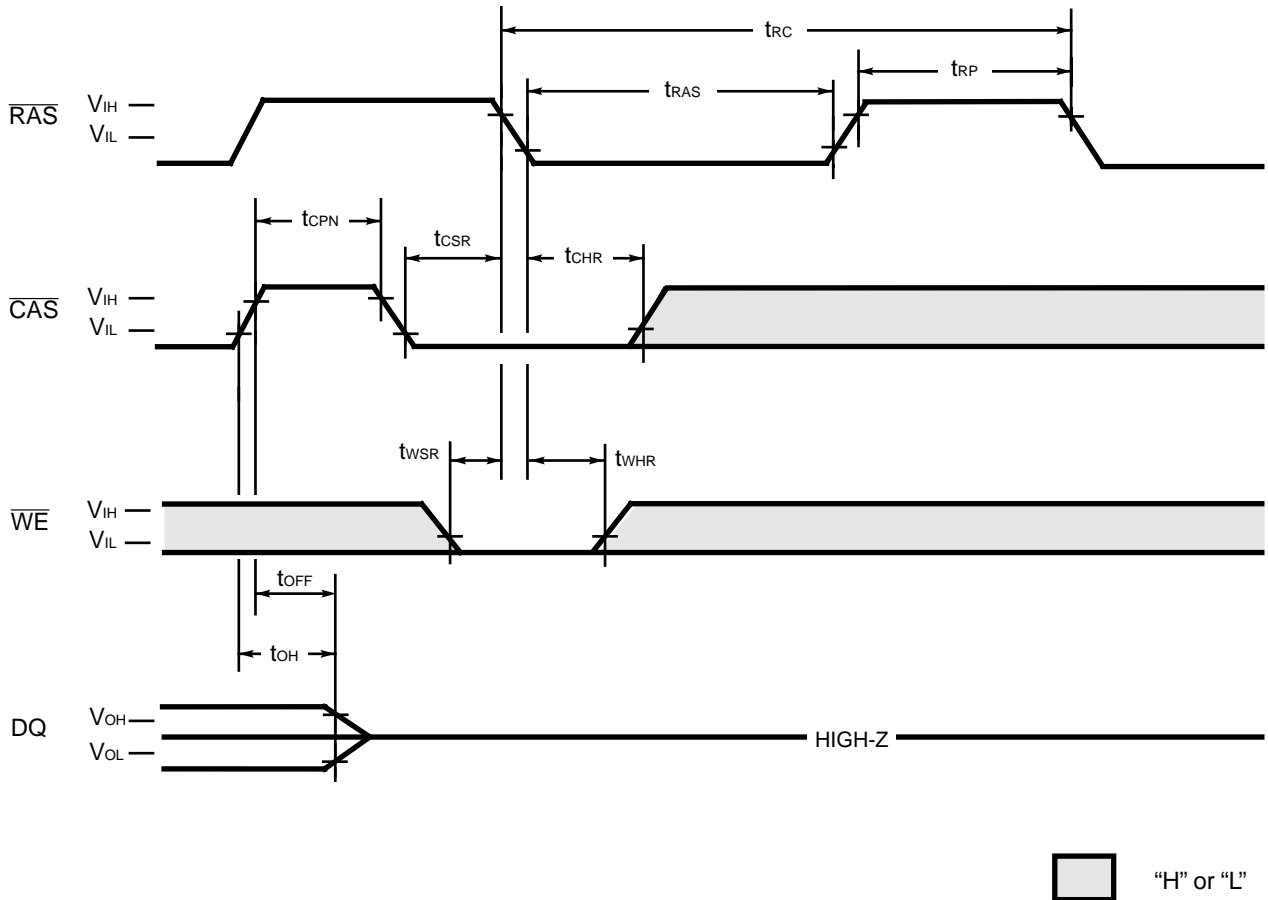 tRC
tRP
tRAS
RAS
VIH
VIL
tCPN
tCSR
tCHR
CAS
VIH
VIL
tWSR
tWHR
WE
VIH
VIL
tOFF
tOH
DQ
VOH
VOL
HIGH-Z
“H” or “L”